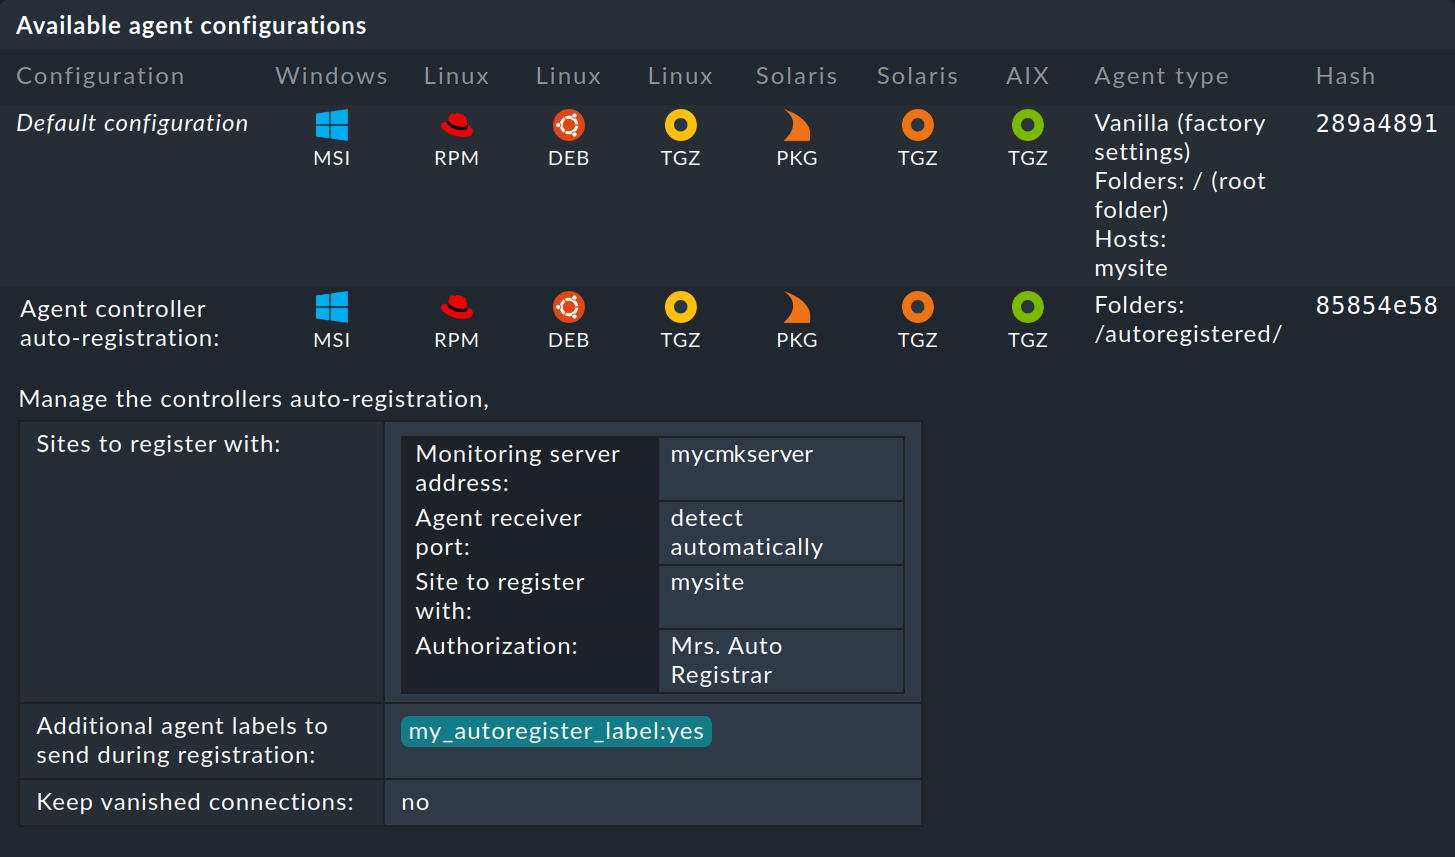 Available agent configurations
Configuration Windows Linux Linux Linux Solaris Solaris AIX Agent type Hash
Default configuration MSI RPM DEB TGZ PKG TGZ TGZ Vanilla (factory 289a4891
settings)
Folders: / (root
folder)
Hosts:
mysite
Agent controller
auto-registration: MSI RPM DEB TGZ PKG TGZ TGZ Folders: 85854e58
/autoregistered/
Manage the controllers auto-registration,
Sites to register with:
Monitoring server mycmkserver
address:
Agent receiver detect
port: automatically
Site to register mysite
with:
Authorization: Mrs. Auto
Registrar
Additional agent labels to my_autoregister_label:yes
send during registration:
Keep vanished connections: no